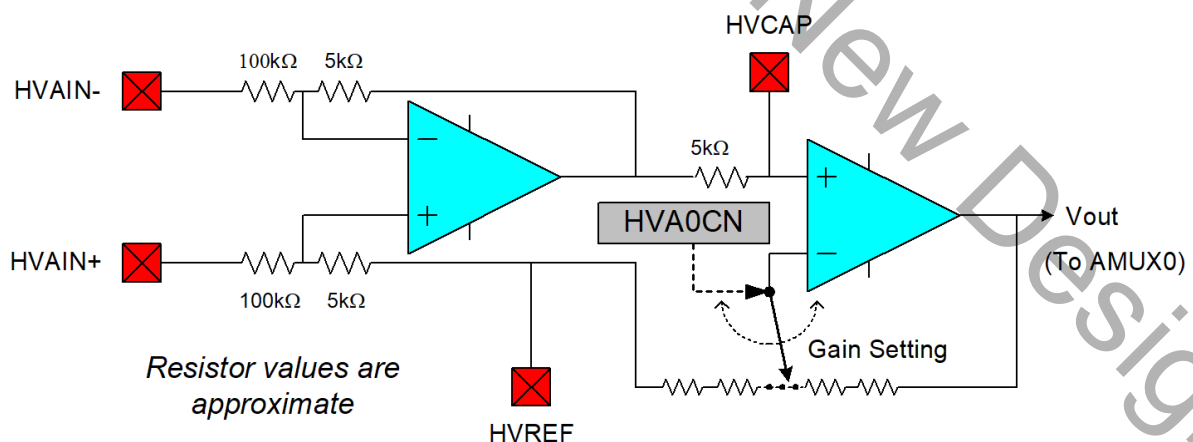 HVCAP
100kΩ 5kΩ
HVAIN-
5kΩ
−
+
+
−
HVA0CN
Vout
(To AMUX0)
HVAIN+
100kΩ 5kΩ
Gain Setting
Resistor values are
approximate
HVREF
New Desig